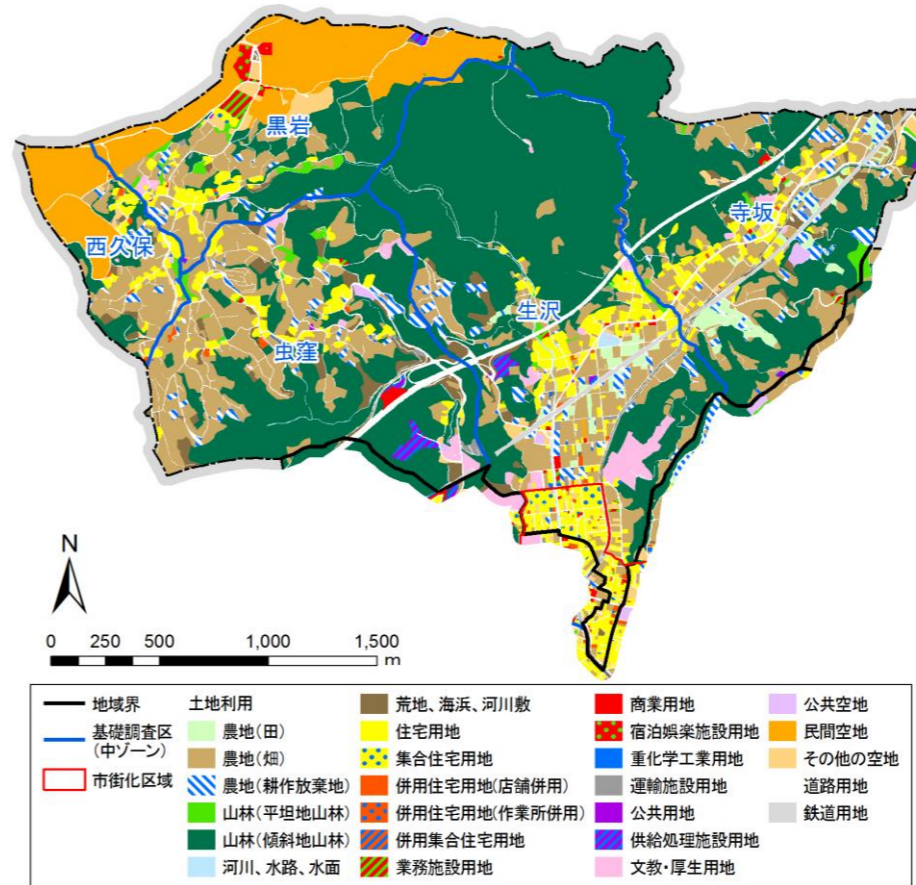 黒岩
西久保
寺坂
生沢
虫窪
N
0 250 500 1,000 1,500
m
地域界
基礎調査区
(中ゾーン)
市街化区域
土地利用
農地(田)
農地(畑)
農地(耕作放棄地)
山林(平坦地山林)
山林(傾斜地山林)
河川、水路、水面
荒地、海浜、河川敷
住宅用地
集合住宅用地
併用住宅用地(店舗併用)
併用住宅用地(作業所併用)
併用集合住宅用地
業務施設用地
商業用地
宿泊娯楽施設用地
重化学工業用地
運輸施設用地
公共用地
供給処理施設用地
文教・厚生用地
公共空地
民間空地
その他の空地
道路用地
鉄道用地